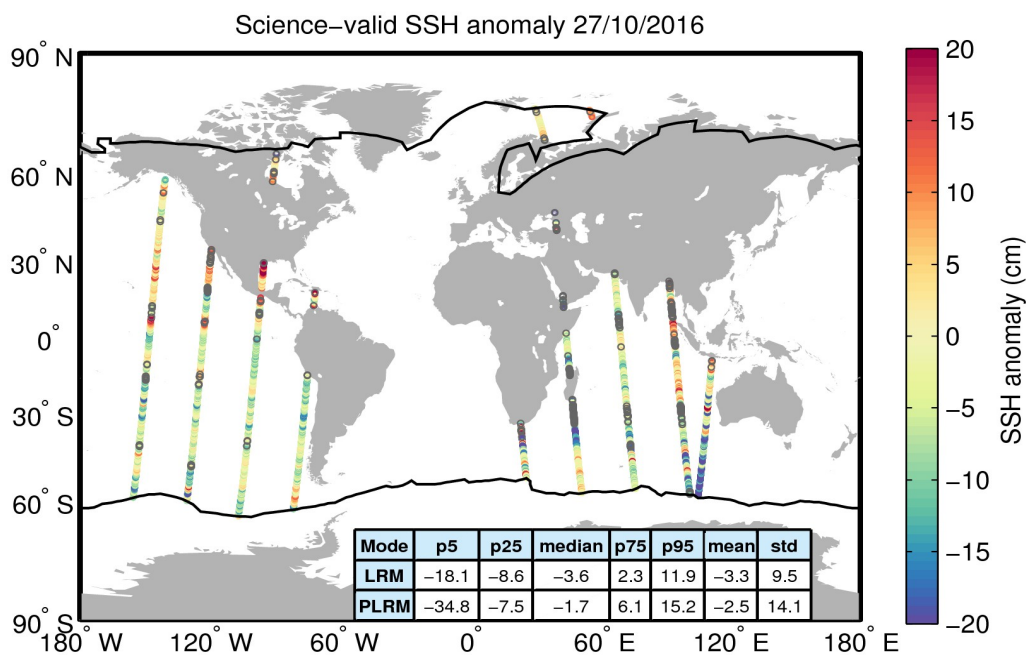 Science−valid SSH anomaly 27/10/2016
90° N
60° N
30° N
0°
30° S
60° S
90° S
180° W
120° W
60° W
0°
60° E
120° E
180° E
Mode p5 p25 median p75 p95 mean std
LRM −18.1 −8.6 −3.6 2.3 11.9 −3.3 9.5
PLRM −34.8 −7.5 −1.7 6.1 15.2 −2.5 14.1
20
15
10
5
0
−5
−10
−15
−20
SSH anomaly (cm)